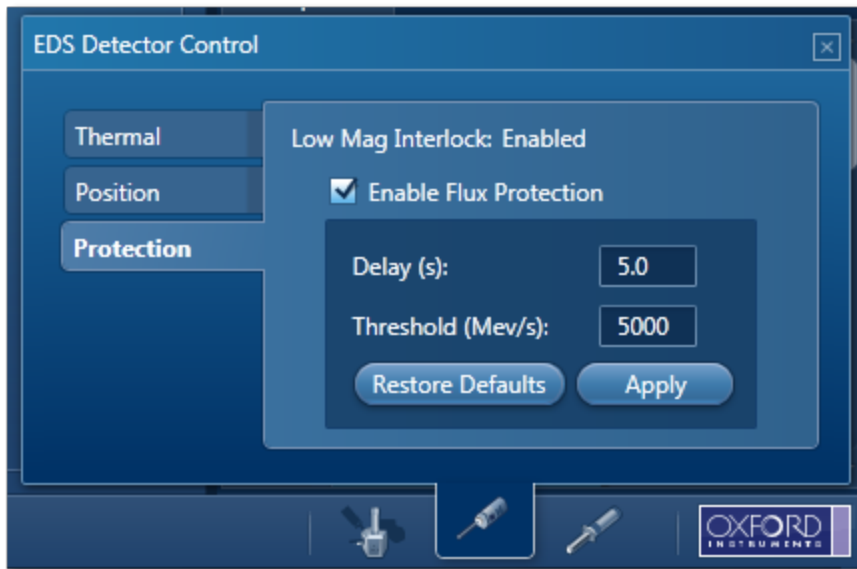 EDS Detector Control
Thermal
Position
Protection
Low Mag Interlock: Enabled
Enable Flux Protection
Delay (s): 5.0
Threshold (Mev/s): 5000
Restore Defaults Apply
OXFORD
INSTRUMENTS